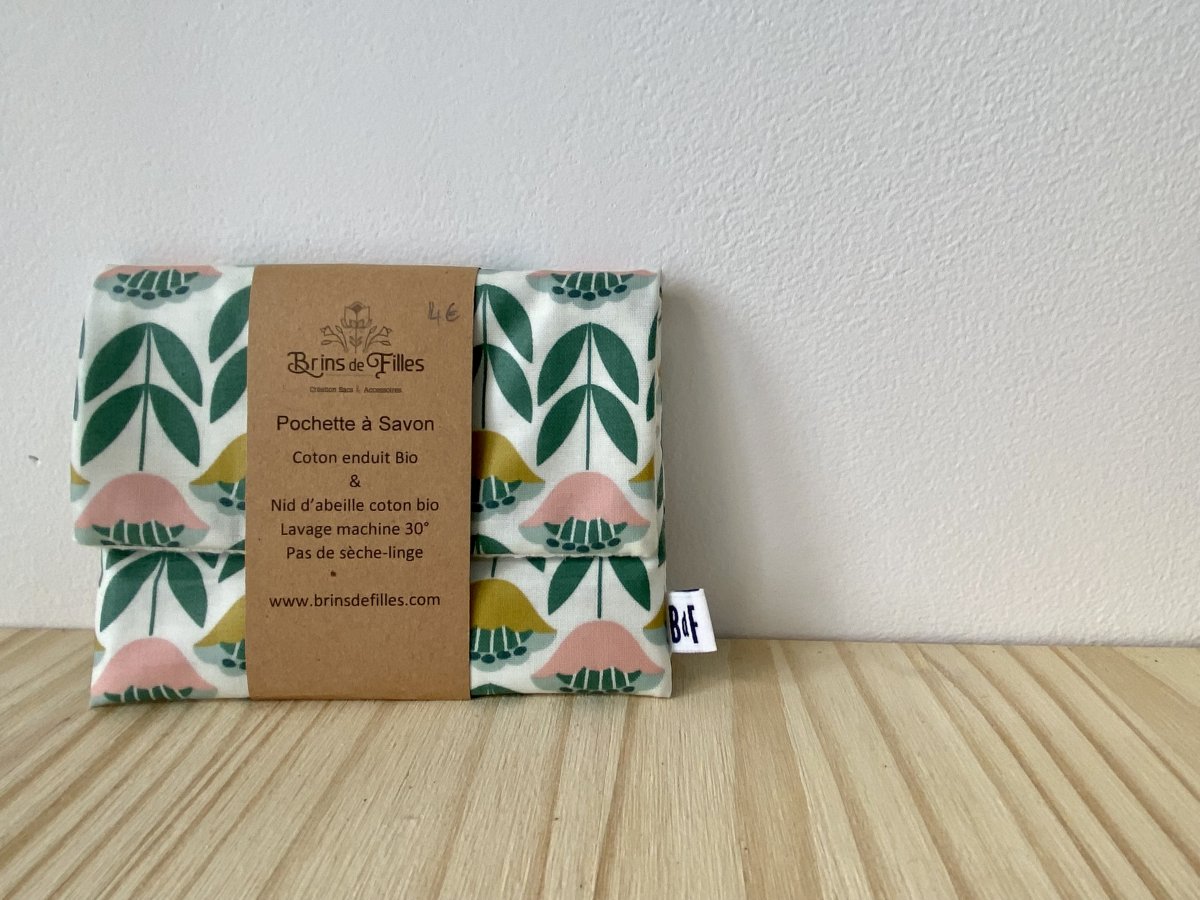 4€
Brins de Filles
Création Sacs & Accessoires
Pochette à Savon
Coton enduit Bio
&
Nid d’abeille coton bio
Lavage machine 30°
Pas de sèche-linge
www.brinsdefilles.com
BdF